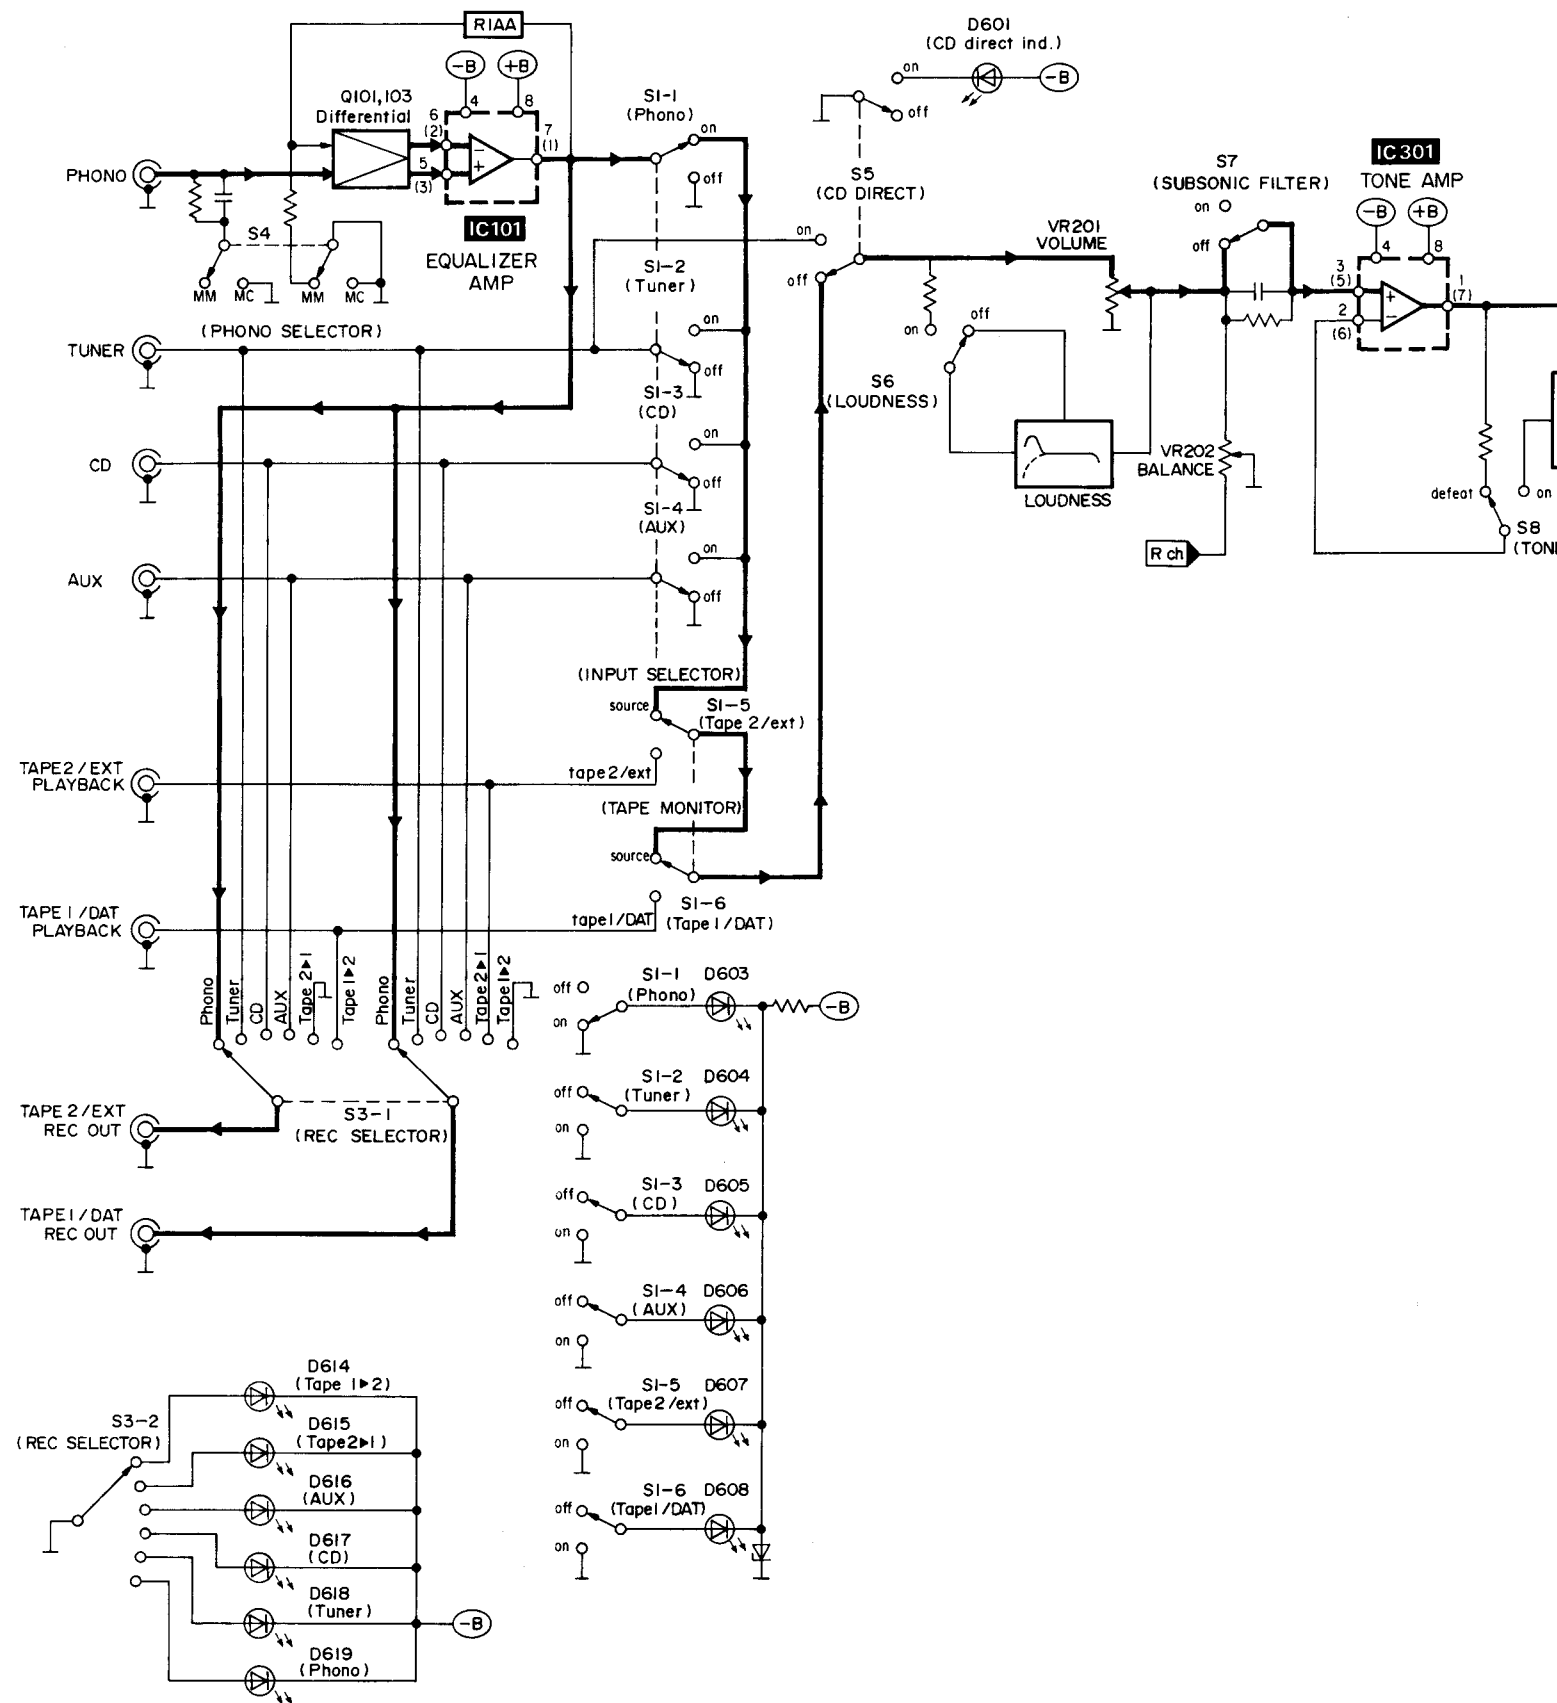 RIAA
D601
(CD direct ind.)
-B
+B
on
-B
Q101,103
Differential
4
8
S1-1
(Phono)
off
6
(2)
7
(1)
on
5
(3)
IC301
S7
(SUBSONIC FILTER)
TONE AMP
PHONO
off
S5
(CD DIRECT)
on
-B
+B
IC101
S4
EQUALIZER
AMP
on
VR201
VOLUME
off
4
8
S1-2
(Tuner)
off
3
(5)
1
(7)
MM
MC
MM
MC
2
(6)
(PHONO SELECTOR)
on
on
off
TUNER
off
S6
(LOUDNESS)
S1-3
(CD)
on
CD
off
VR202
BALANCE
LOUDNESS
defeat
on
S1-4
(AUX)
on
S8
(TONE
R ch
AUX
off
(INPUT SELECTOR)
source
S1-5
(Tape 2/ext)
TAPE2/EXT
PLAYBACK
tape2/ext
(TAPE MONITOR)
source
S1-6
(Tape1/DAT)
TAPE1/DAT
PLAYBACK
tape1/DAT
Phono
Tuner
CD
AUX
Tape2▶1
Tape1▶2
Phono
Tuner
CD
AUX
Tape2▶1
Tape1▶2
off
S1-1
(Phono)
D603
-B
on
off
S1-2
(Tuner)
D604
on
TAPE 2/EXT
REC OUT
S3-1
(REC SELECTOR)
off
S1-3
(CD)
D605
on
TAPE1/DAT
REC OUT
off
S1-4
(AUX)
D606
on
off
S1-5
(Tape2/ext)
D607
on
off
S1-6
(Tape1/DAT)
D608
on
D614
(Tape 1▶2)
S3-2
(REC SELECTOR)
D615
(Tape2▶1)
D616
(AUX)
D617
(CD)
D618
(Tuner)
-B
D619
(Phono)